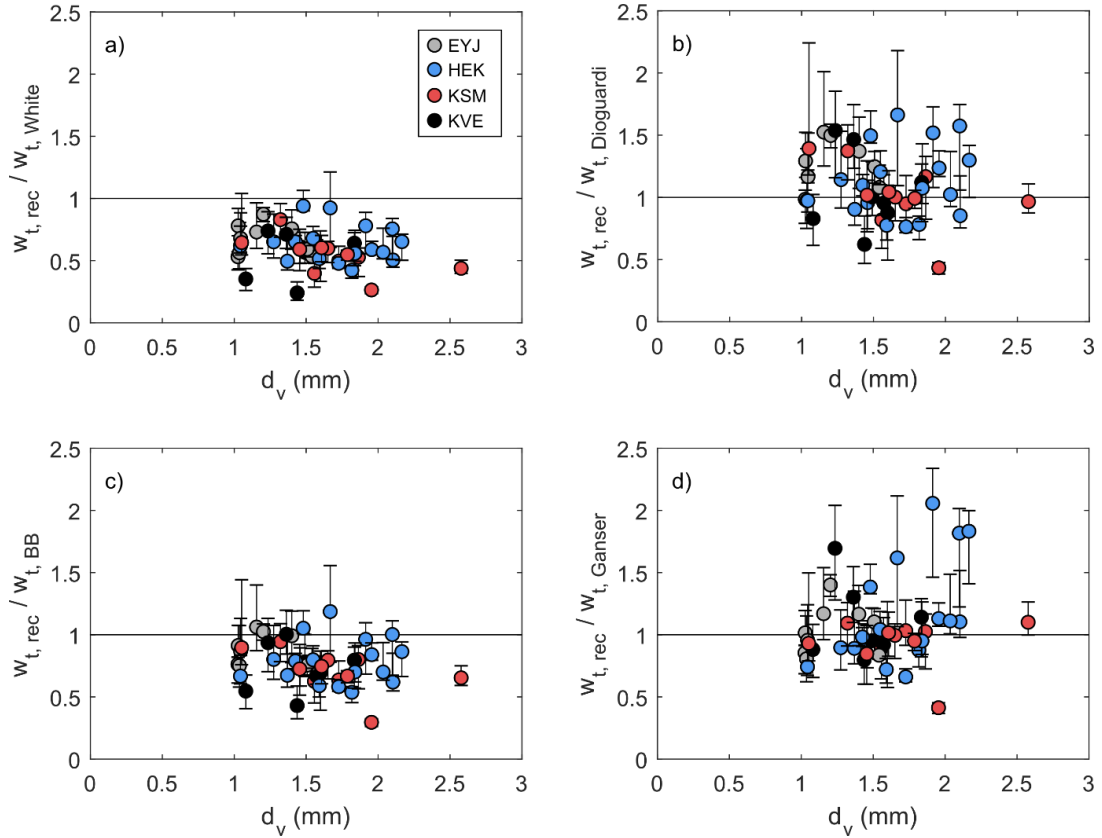 a)
EYJ
HEK
KSM
KVE
w_t, rec / w_t, White
2.5
2
1.5
1
0.5
0
0 0.5 1 1.5 2 2.5 3
d_v (mm)
b)
w_t, rec / w_t, Dioguardi
2.5
2
1.5
1
0.5
0
0 0.5 1 1.5 2 2.5 3
d_v (mm)
c)
w_t, rec / w_t, BB
2.5
2
1.5
1
0.5
0
0 0.5 1 1.5 2 2.5 3
d_v (mm)
d)
w_t, rec / w_t, Ganser
2.5
2
1.5
1
0.5
0
0 0.5 1 1.5 2 2.5 3
d_v (mm)